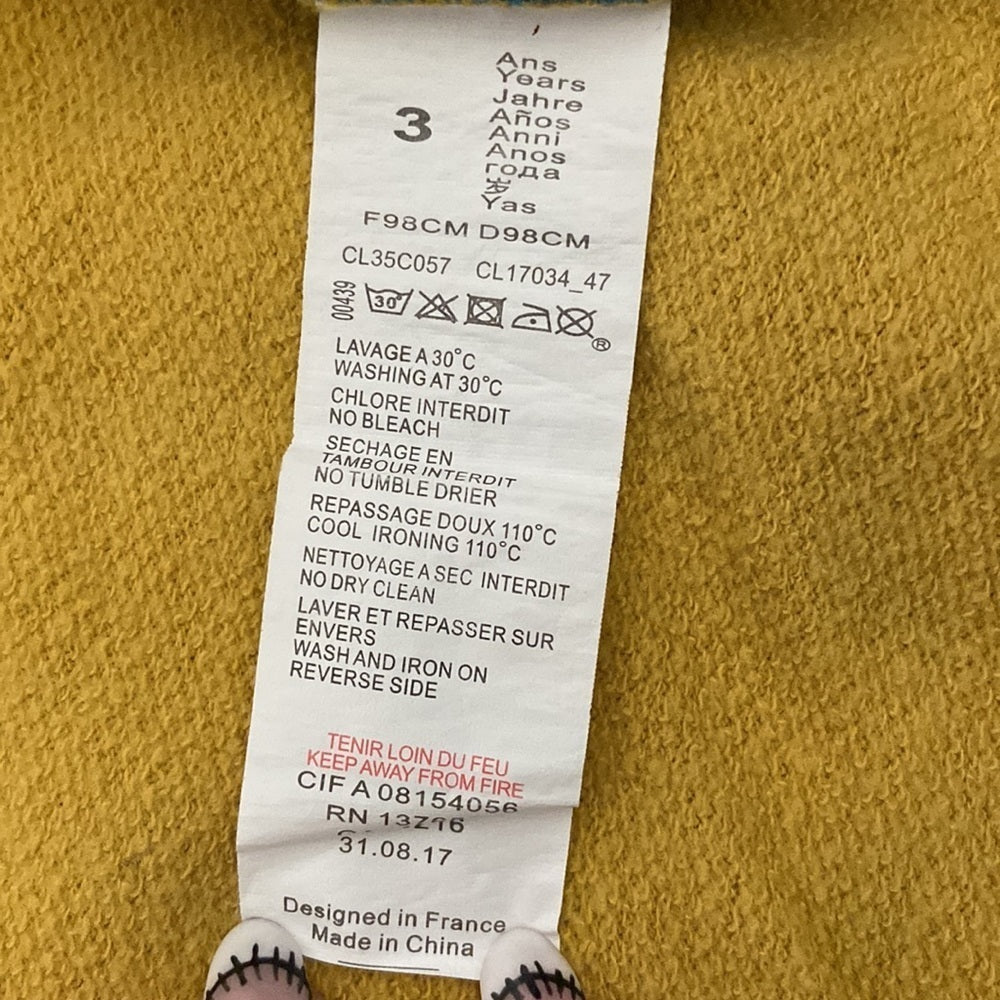 3
Ans
Years
Jahre
Años
Anni
Anos
года
岁
Yas
F98CM D98CM
CL35C057 CL17034_47
00439
30°
®
LAVAGE A 30°C
WASHING AT 30°C
CHLORE INTERDIT
NO BLEACH
SECHAGE EN
TAMBOUR INTERDIT
NO TUMBLE DRIER
REPASSAGE DOUX 110°C
COOL IRONING 110°C
NETTOYAGE A SEC INTERDIT
NO DRY CLEAN
LAVER ET REPASSER SUR
ENVERS
WASH AND IRON ON
REVERSE SIDE
TENIR LOIN DU FEU
KEEP AWAY FROM FIRE
CIF A 08154056
RN
31.08.17
Designed in France
Made in China